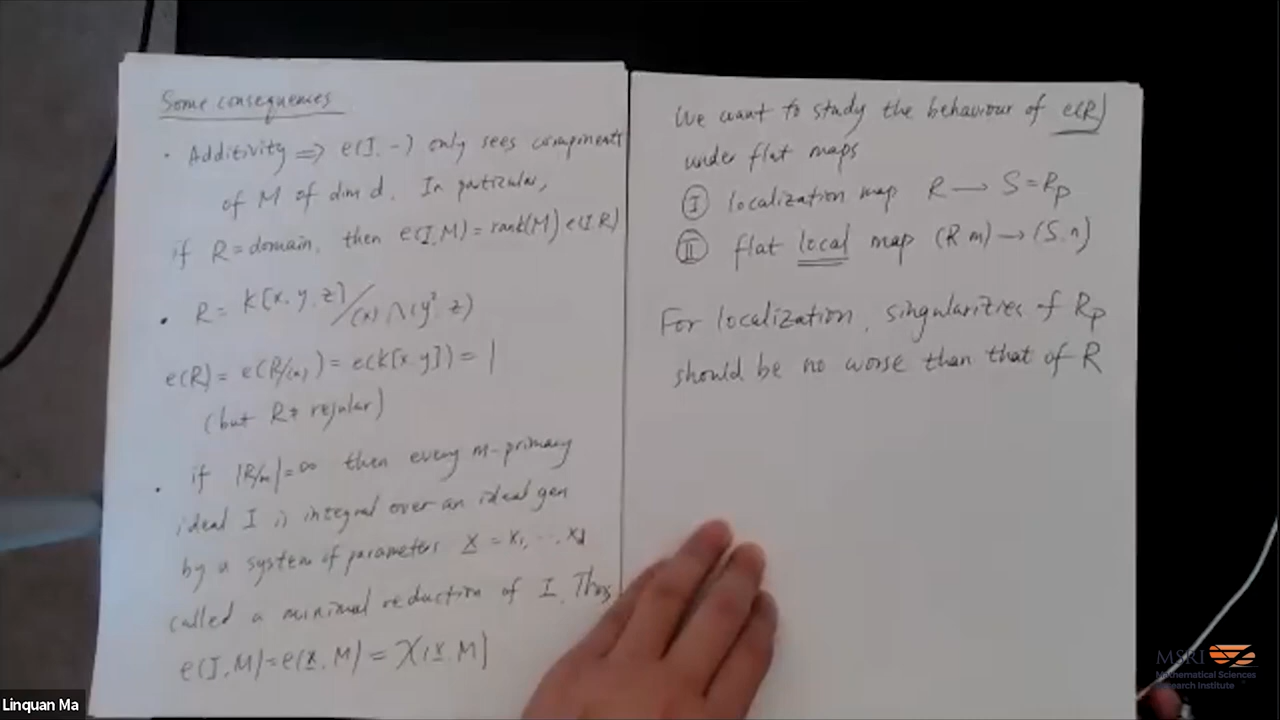 Some consequences
· Additivity ⟹ e(I, -) only sees components
of M of dim d. In particular,
if R = domain, then e(I, M) = rank(M) e(I, R)
· R = k[x, y, z]/(x) ∩ (y², z)
e(R) = e(R/(x)) = e(k[x, y]) = 1
(but R ≠ regular)
· if |R/m| = ∞ then every m-primary
ideal I is integral over an ideal gen
by a system of parameters x = x₁, ⋯, xd
called a minimal reduction of I. Thus
e(I, M) = e(x, M) = χ(x, M)
We want to study the behaviour of e(R)
under flat maps
Ⓘ localization map R ⟶ S = Rp
Ⅱ flat local map (R, m) ⟶ (S, n)
For localization, singularities of Rp
should be no worse than that of R
Linquan Ma
MSRI
Mathematical Sciences
Research Institute